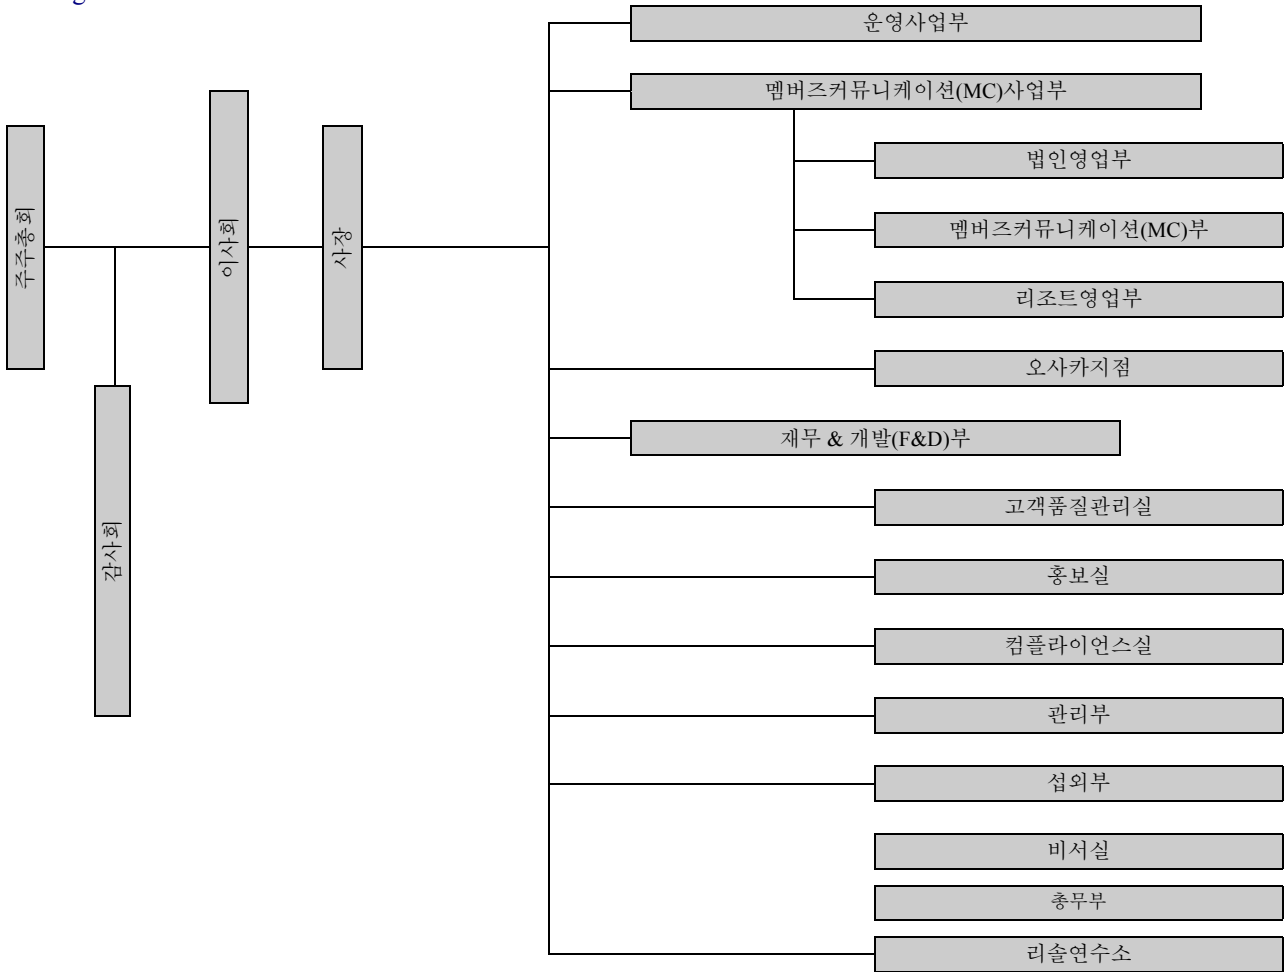 운영사업부
멤버즈커뮤니케이션(MC)사업부
법인영업부
멤버즈커뮤니케이션(MC)부
리조트영업부
주주총회
이사회
사장
감사회
오사카지점
재무 & 개발(F&D)부
고객품질관리실
홍보실
컴플라이언스실
관리부
섭외부
비서실
총무부
리솔연수소